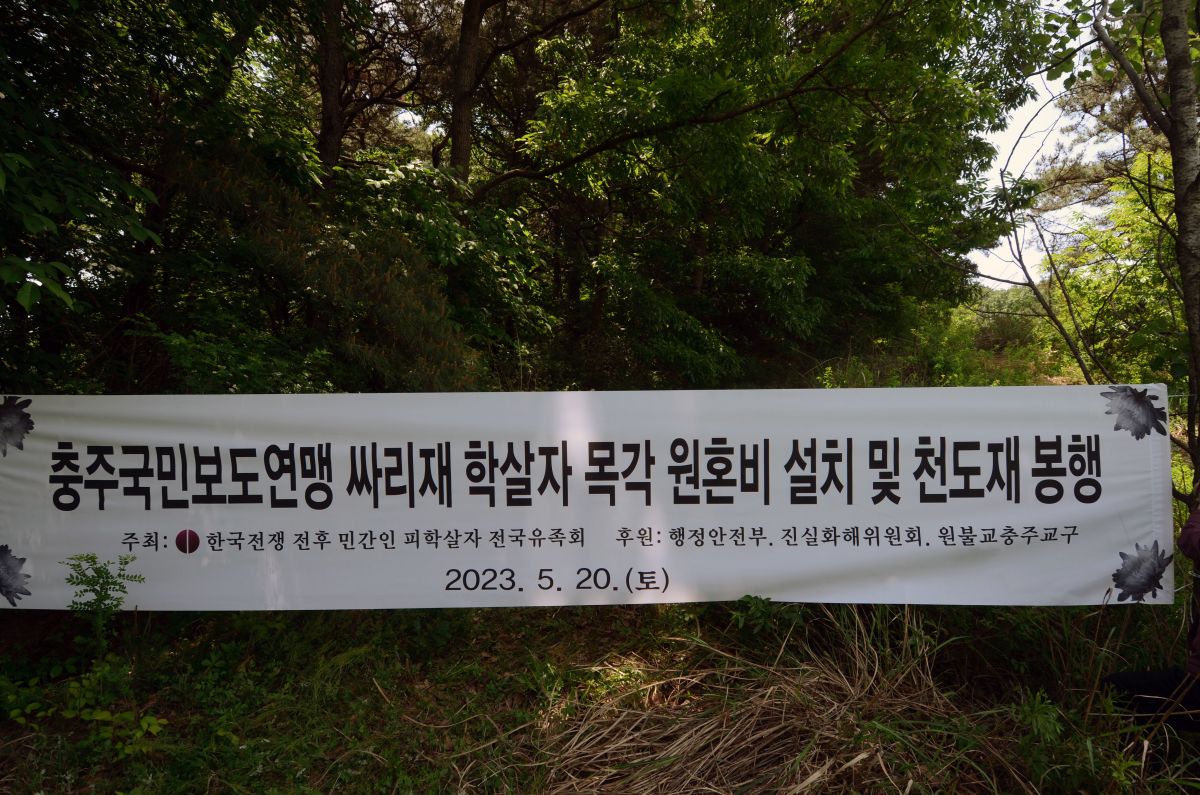 충주국민보도연맹 싸리재 학살자 목각 원혼비 설치 및 천도재 봉행
주최: 한국전쟁 전후 민간인 피학살자 전국유족회 후원: 행정안전부. 진실화해위원회. 원불교충주교구
2023. 5. 20.(토)